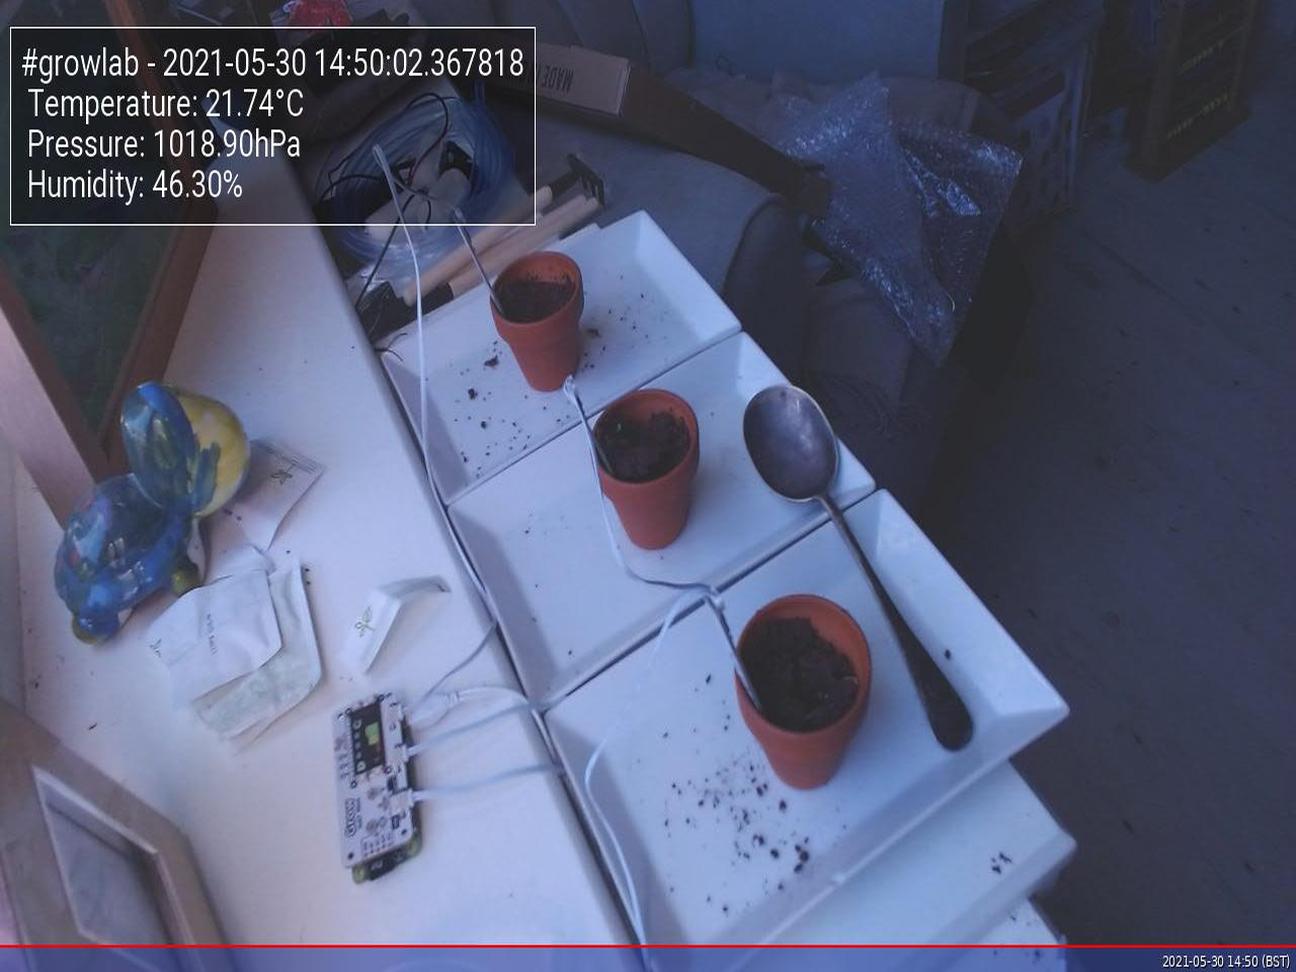 #growlab - 2021-05-30 14:50:02.367818
Temperature: 21.74°C
Pressure: 1018.90hPa
Humidity: 46.30%
MADE
2021-05-30 14:50 (BST)